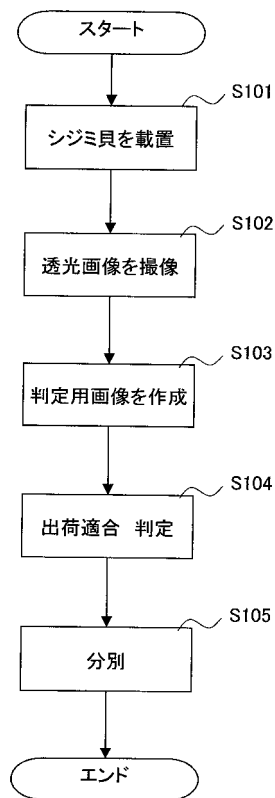 スタート
S101
シジミ貝を載置
S102
透光画像を撮像
S103
判定用画像を作成
S104
出荷適合　判定
S105
分別
エンド